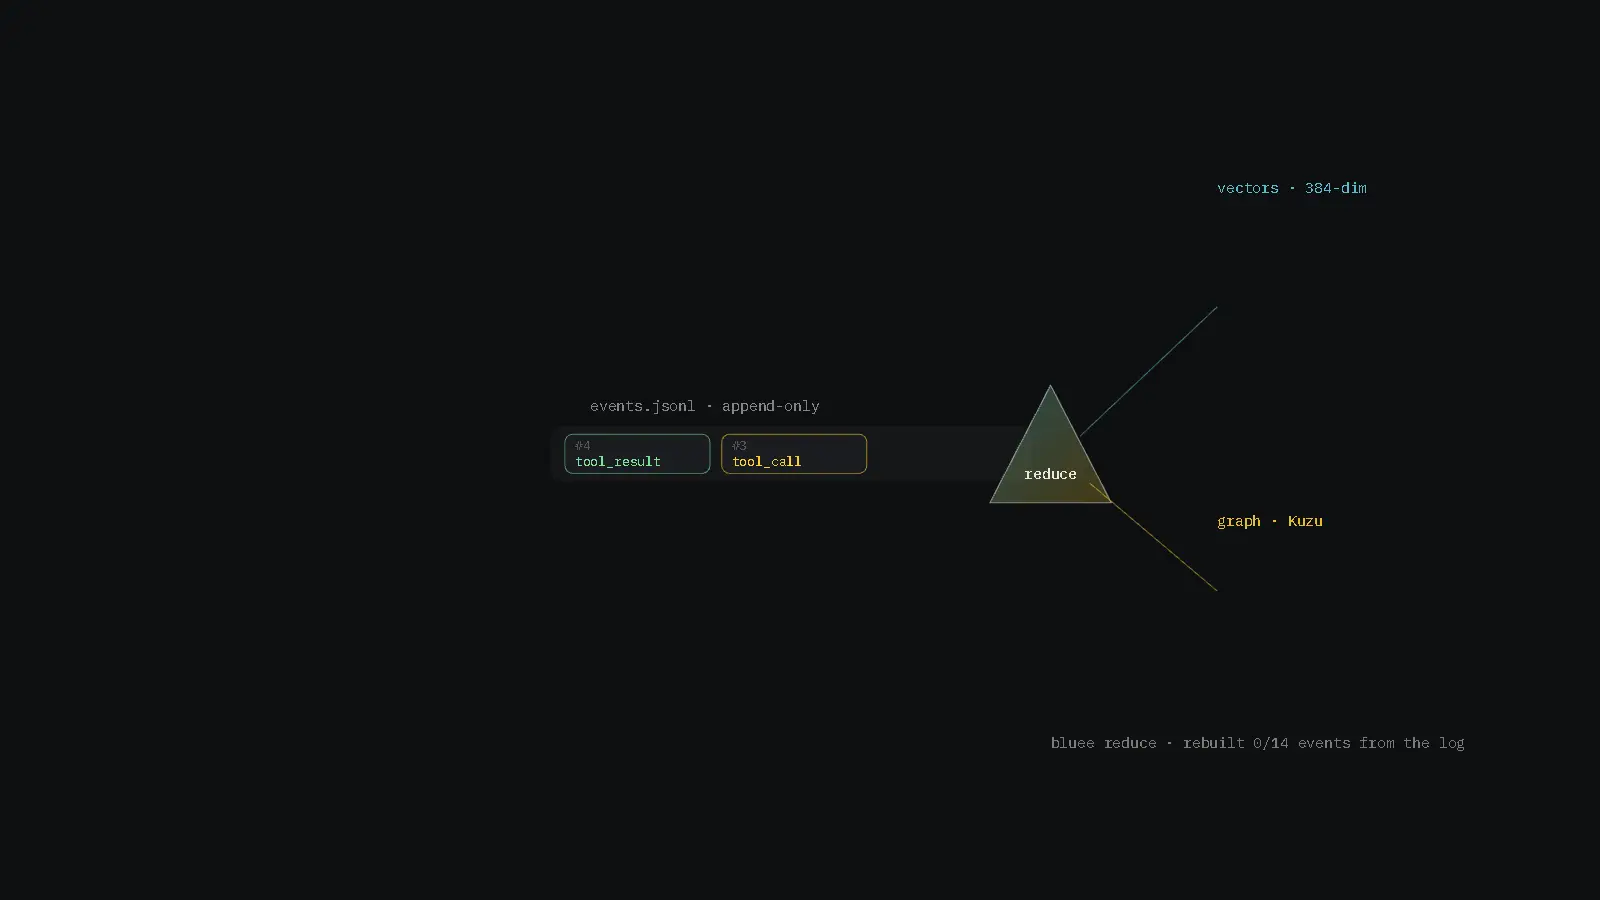 vectors · 384-dim
events.jsonl · append-only
#4
tool_result
#3
tool_call
reduce
graph · Kuzu
bluee reduce · rebuilt 0/14 events from the log